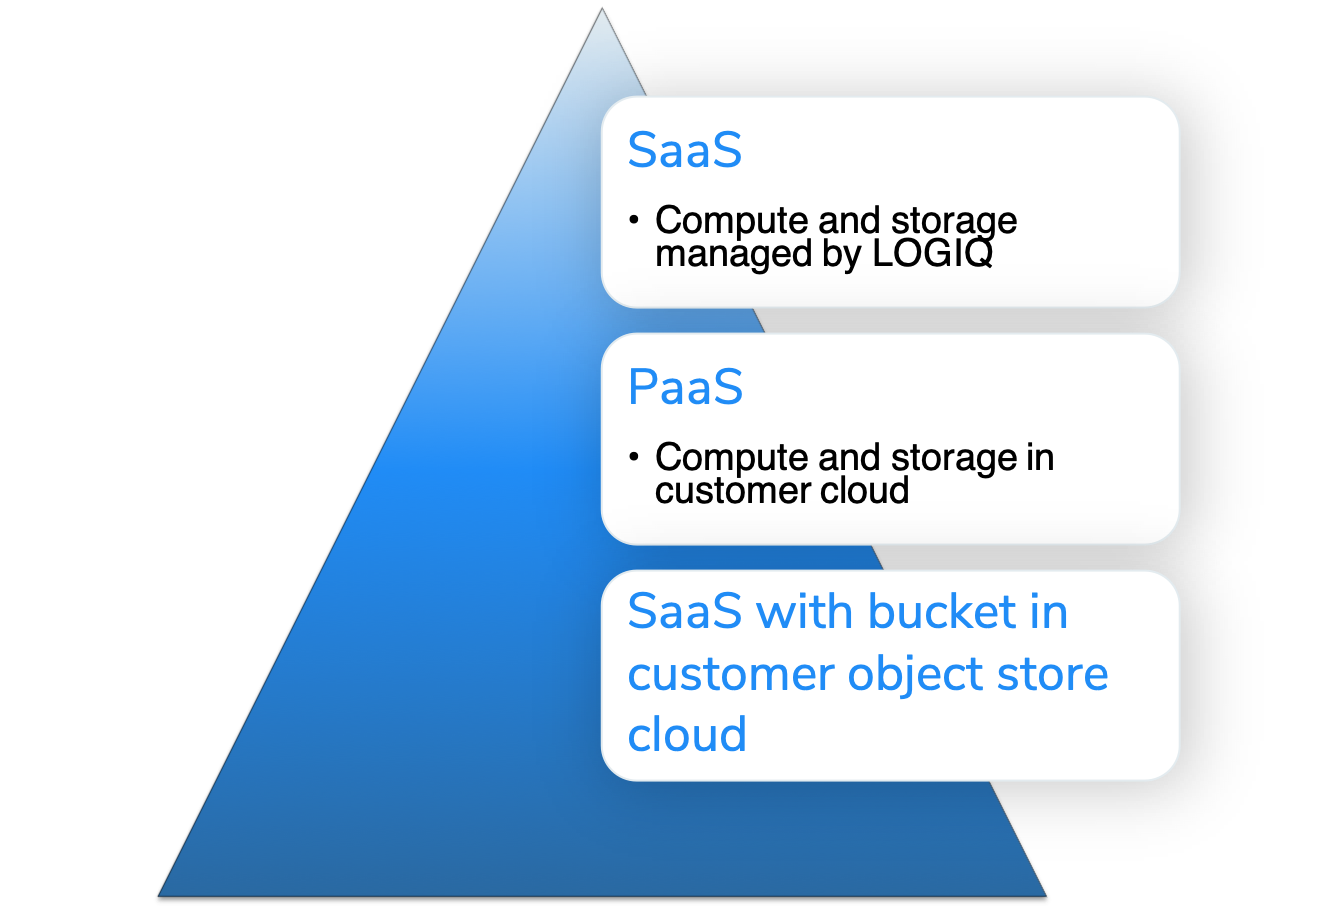 SaaS
• Compute and storage
managed by LOGIQ
PaaS
• Compute and storage in
customer cloud
SaaS with bucket in
customer object store
cloud